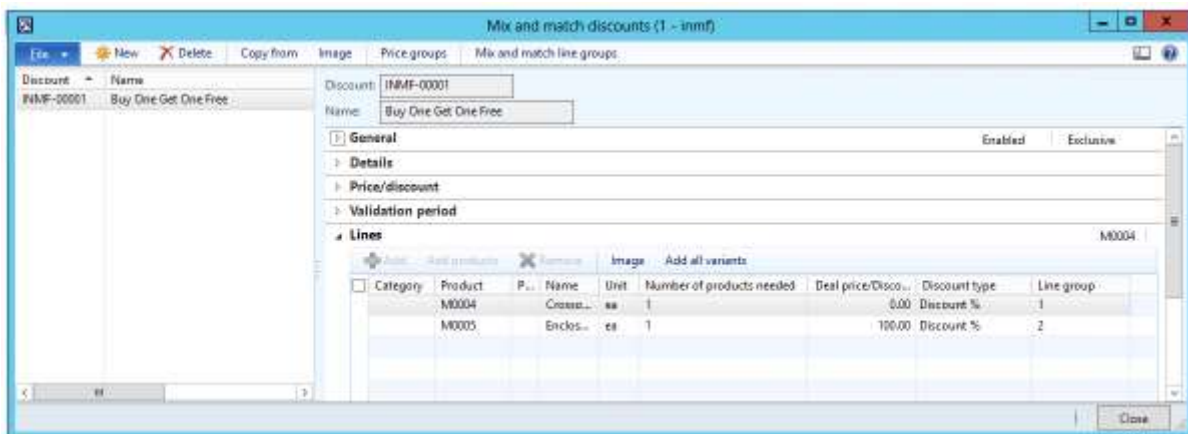 Mix and match discounts (1 - inmf)
File New Delete Copy from Image Price groups Mix and match line groups
Discount Name
INMF-00001 Buy One Get One Free
Discount: INMF-00001
Name: Buy One Get One Free
General Enabled Exclusive
Details
Price/discount
Validation period
Lines M0004
Add Add products Remove Image Add all variants
Category Product P... Name Unit Number of products needed Deal price/Disco... Discount type Line group
M0004 Crosso... ea 1 0.00 Discount % 1
M0005 Enclos... ea 1 100.00 Discount % 2
Close